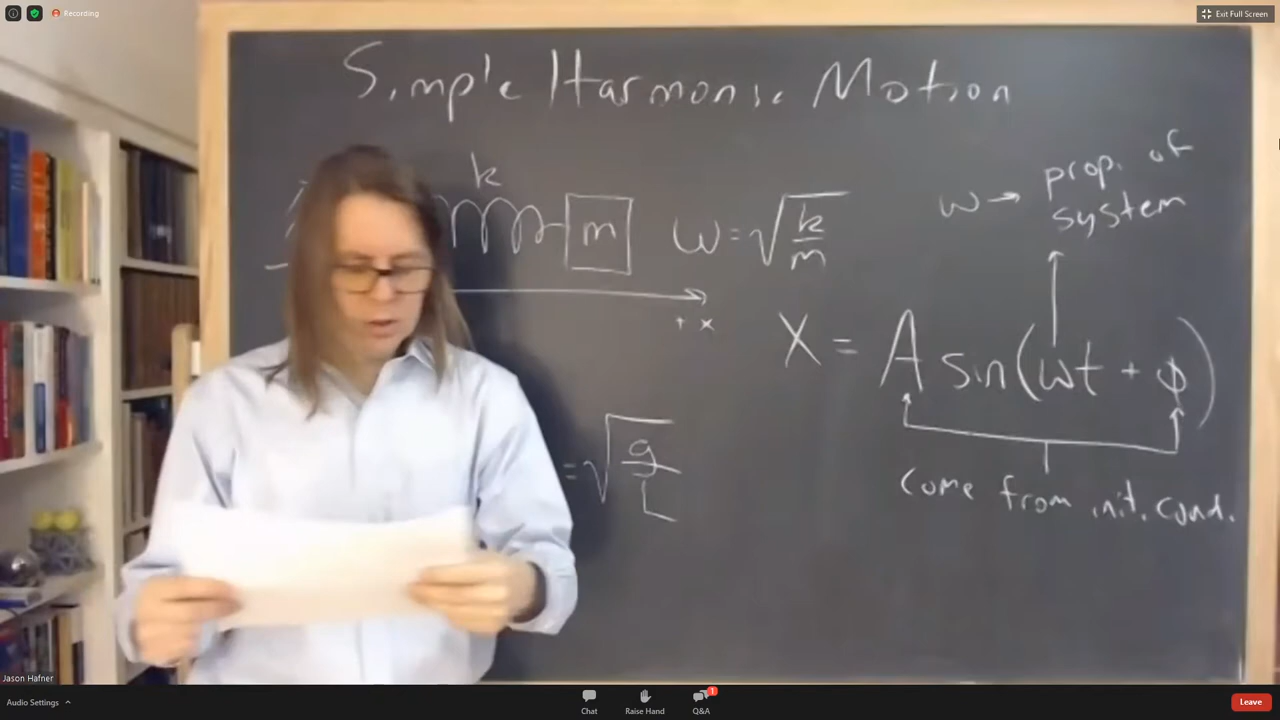 Recording
Exit Full Screen
Simple Harmonic Motion
k
m
ω = √(k/m)
+ x
ω → prop. of
system
X = A sin(ωt + φ)
come from init. cond.
= √(g/L)
Jason Hafner
Audio Settings
Chat
Raise Hand
Q&A
1
Leave